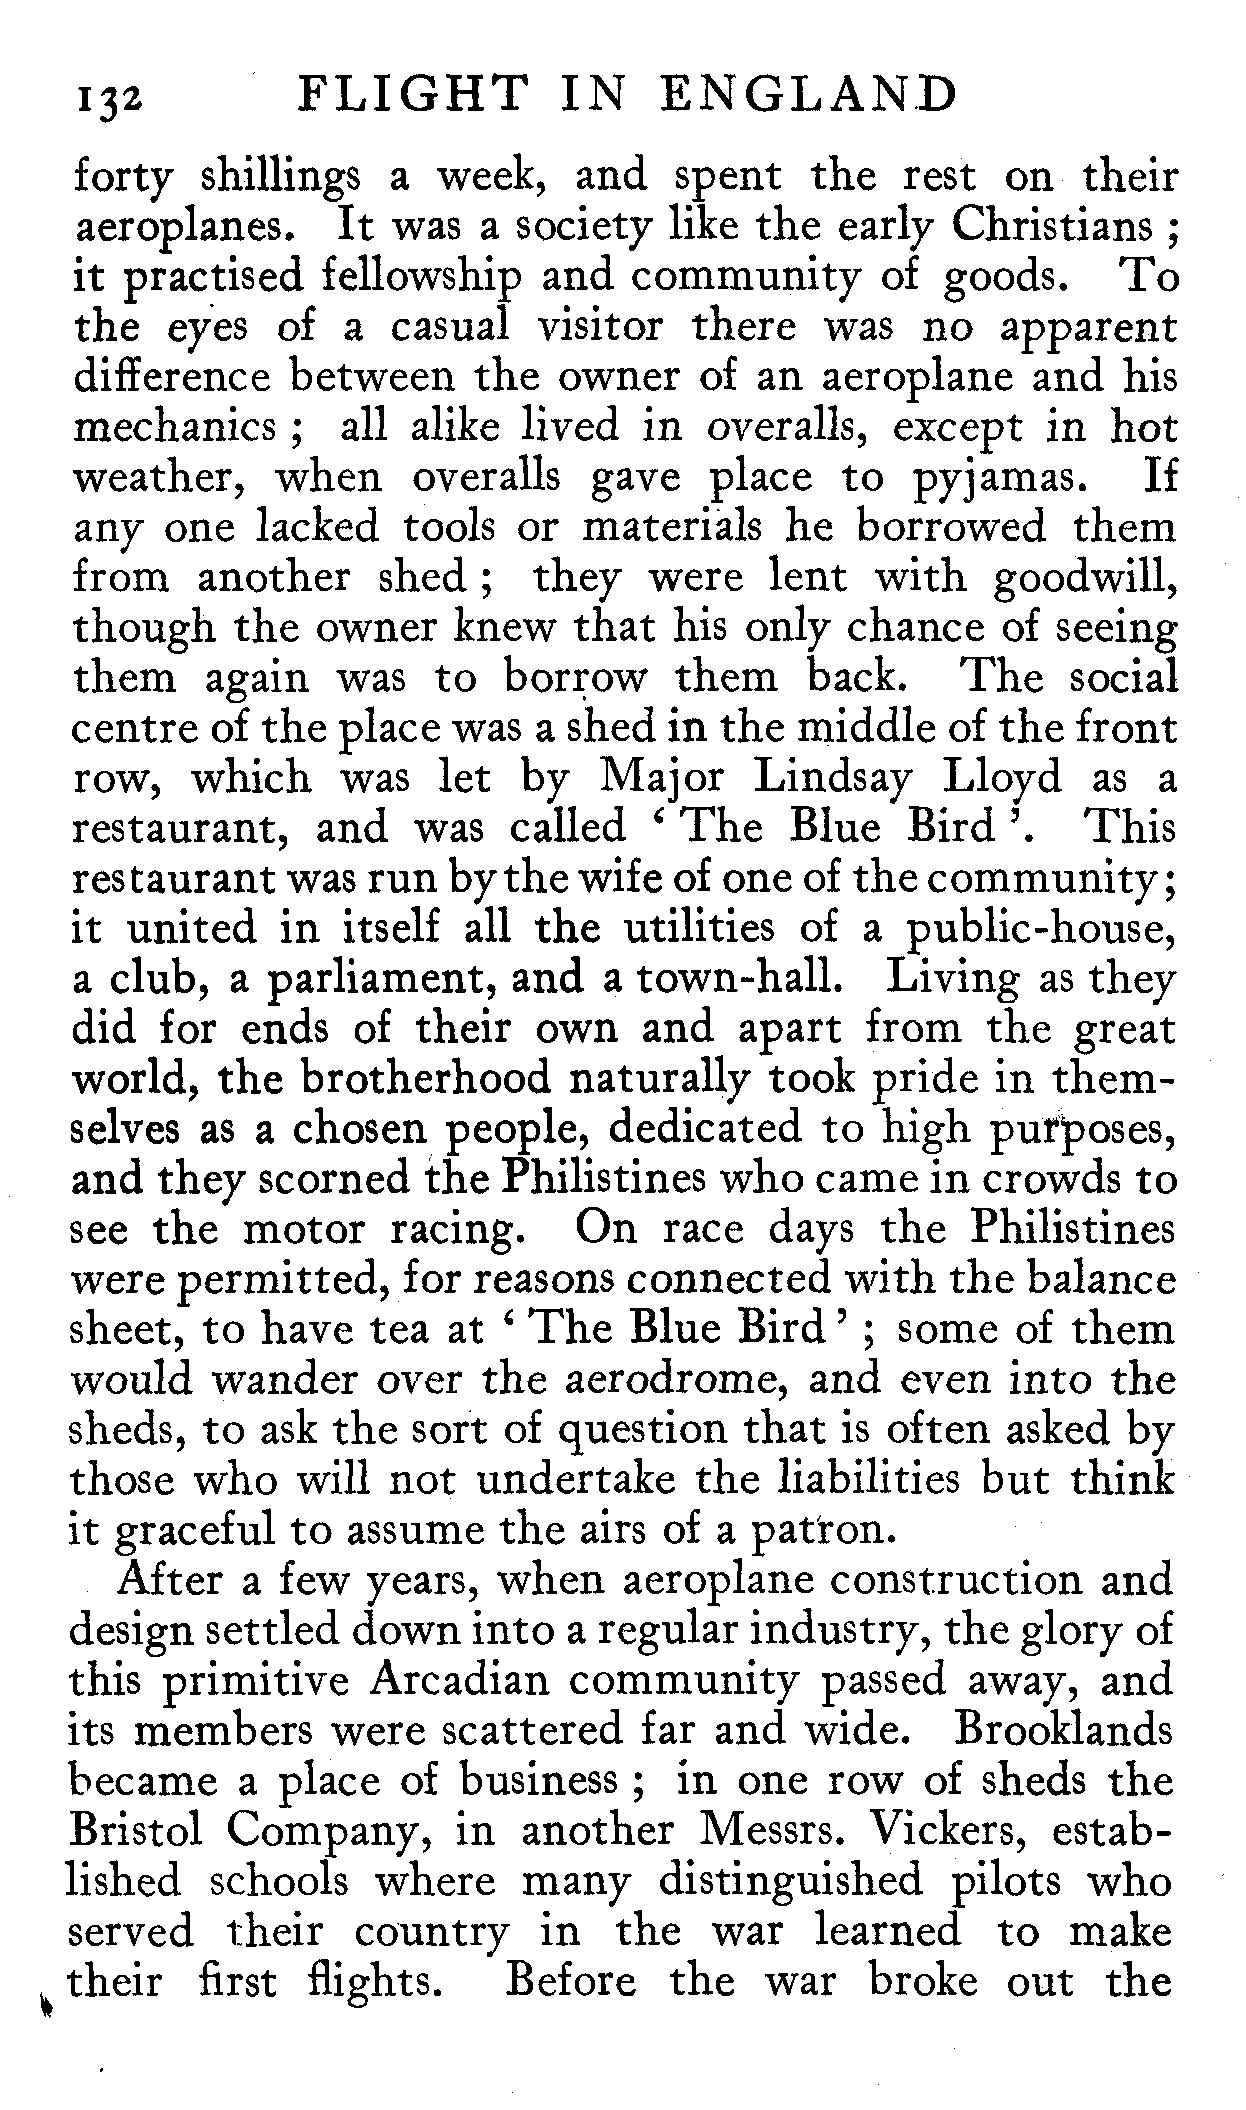 132 FLIGHT IN ENGLAND
forty shillings a week, and spent the rest on their
aeroplanes. It was a society like the early Christians ;
it practised fellowship and community of goods. To
the eyes of a casual visitor there was no apparent
difference between the owner of an aeroplane and his
mechanics ; all alike lived in overalls, except in hot
weather, when overalls gave place to pyjamas. If
any one lacked tools or materials he borrowed them
from another shed ; they were lent with goodwill,
though the owner knew that his only chance of seeing
them again was to borrow them back. The social
centre of the place was a shed in the middle of the front
row, which was let by Major Lindsay Lloyd as a
restaurant, and was called ‘ The Blue Bird ’. This
restaurant was run by the wife of one of the community;
it united in itself all the utilities of a public-house,
a club, a parliament, and a town-hall. Living as they
did for ends of their own and apart from the great
world, the brotherhood naturally took pride in them-
selves as a chosen people, dedicated to high purposes,
and they scorned the Philistines who came in crowds to
see the motor racing. On race days the Philistines
were permitted, for reasons connected with the balance
sheet, to have tea at ‘ The Blue Bird ’ ; some of them
would wander over the aerodrome, and even into the
sheds, to ask the sort of question that is often asked by
those who will not undertake the liabilities but think
it graceful to assume the airs of a patron.
After a few years, when aeroplane construction and
design settled down into a regular industry, the glory of
this primitive Arcadian community passed away, and
its members were scattered far and wide. Brooklands
became a place of business ; in one row of sheds the
Bristol Company, in another Messrs. Vickers, estab-
lished schools where many distinguished pilots who
served their country in the war learned to make
their first flights. Before the war broke out the